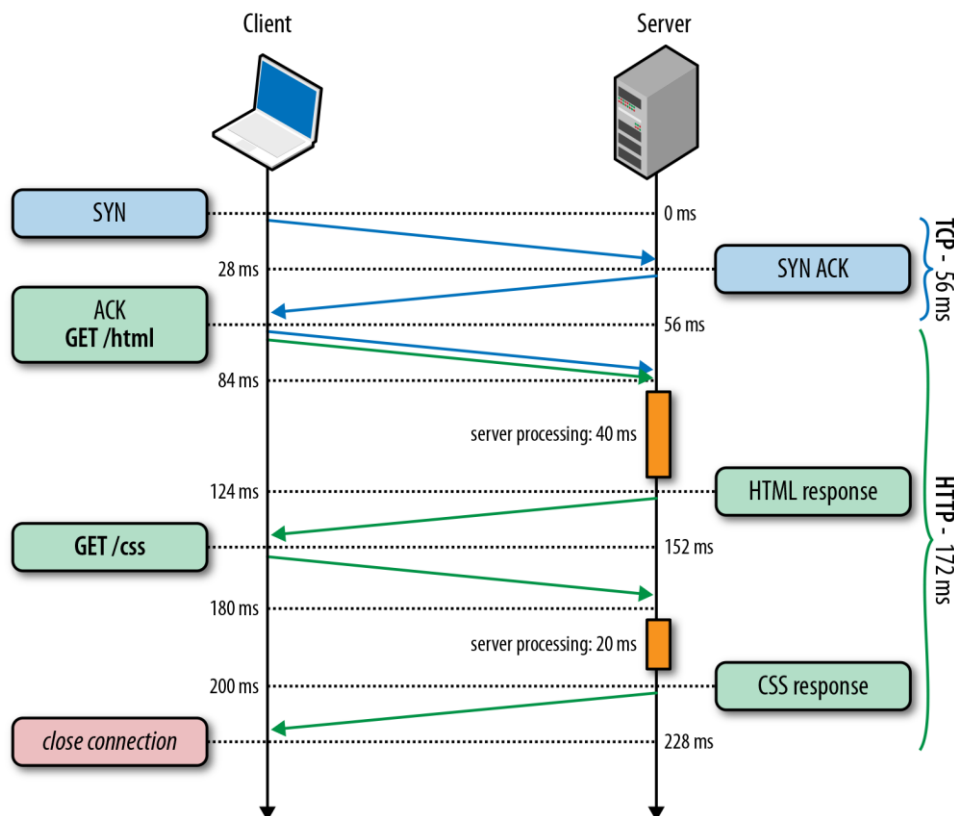 Client
Server
SYN
0 ms
28 ms
SYN ACK
TCP - 56 ms
ACK
GET /html
56 ms
84 ms
server processing: 40 ms
124 ms
HTML response
HTTP - 172 ms
GET /css
152 ms
180 ms
server processing: 20 ms
200 ms
CSS response
close connection
228 ms